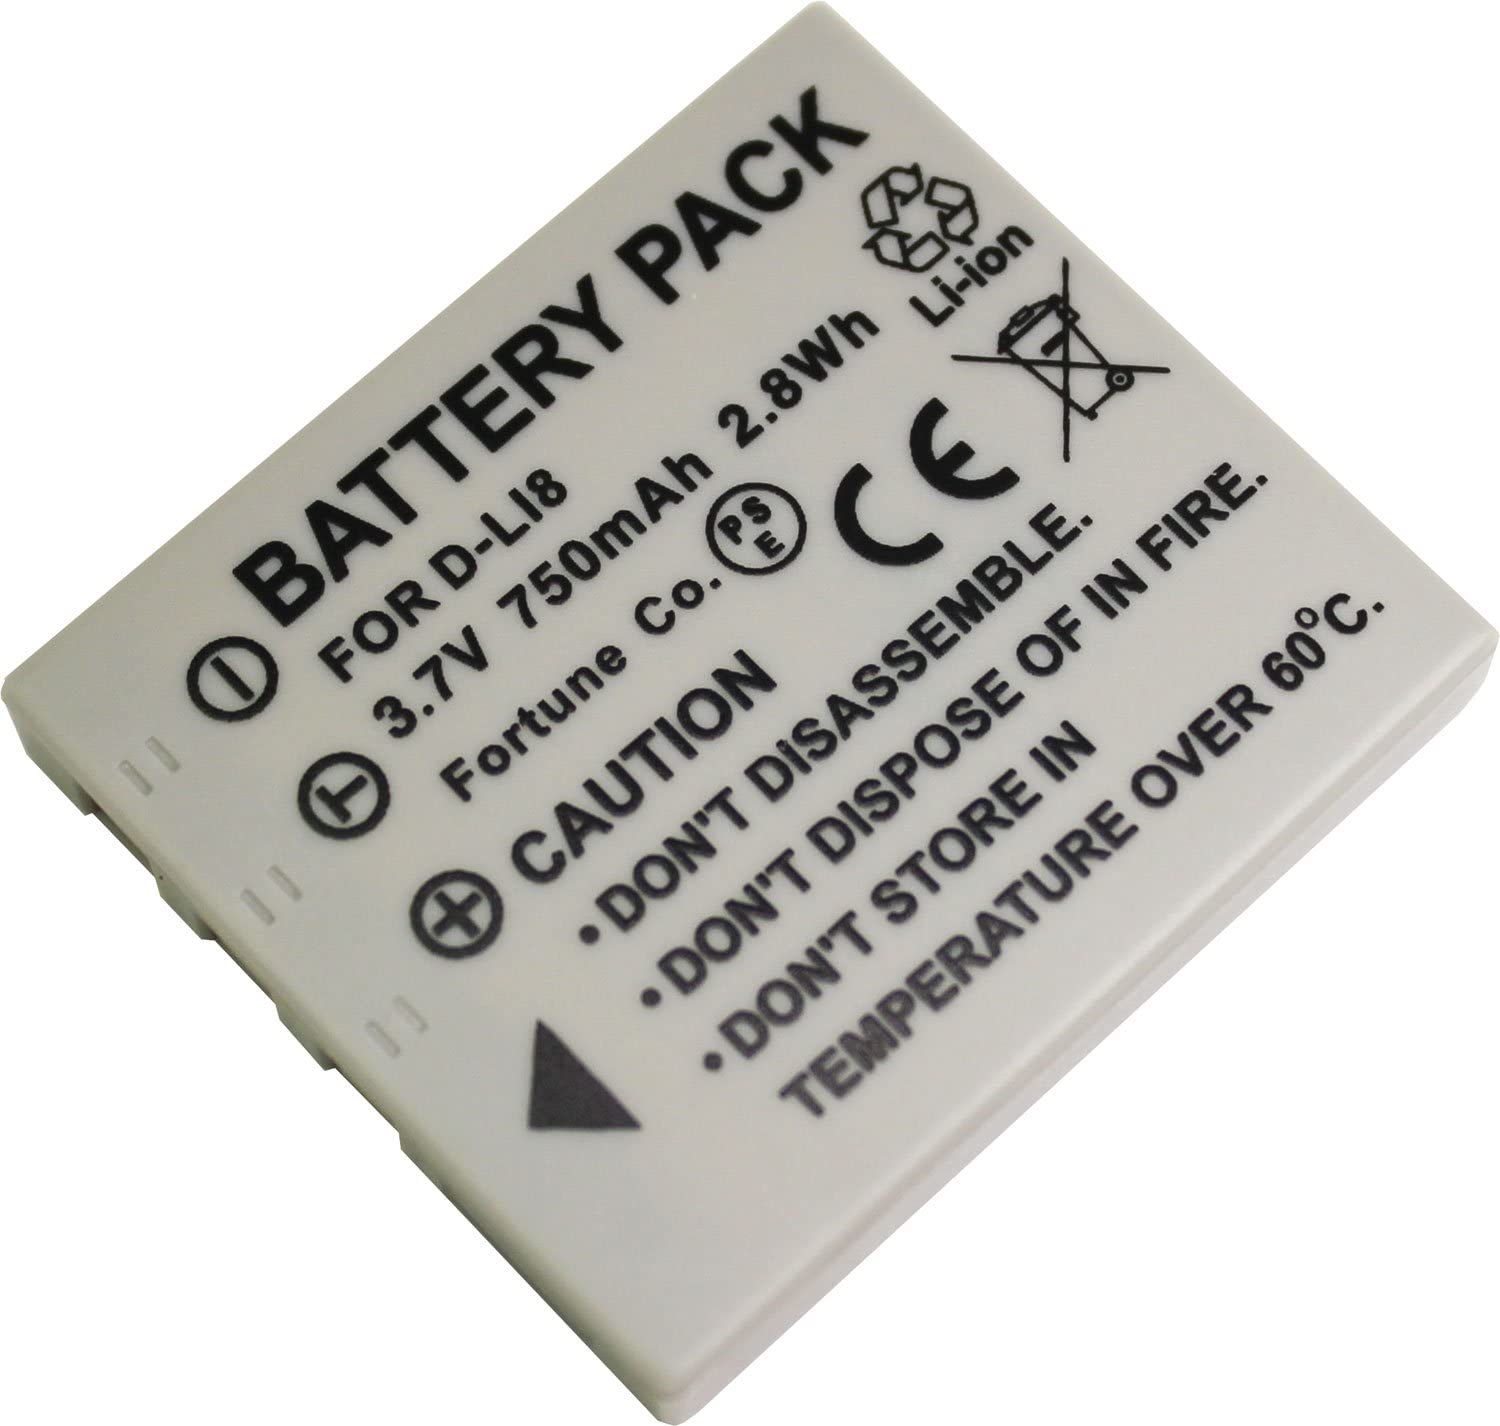 BATTERY PACK
FOR D-LI8
3.7V 750mAh 2.8Wh
Fortune Co. PSE CE
Li-ion
CAUTION
·DON'T DiSASSEMBLE.
·DON'T DISPOSE OF IN FIRE.
·DON'T STORE IN
TEMPERATURE OVER 60°C.
− T +